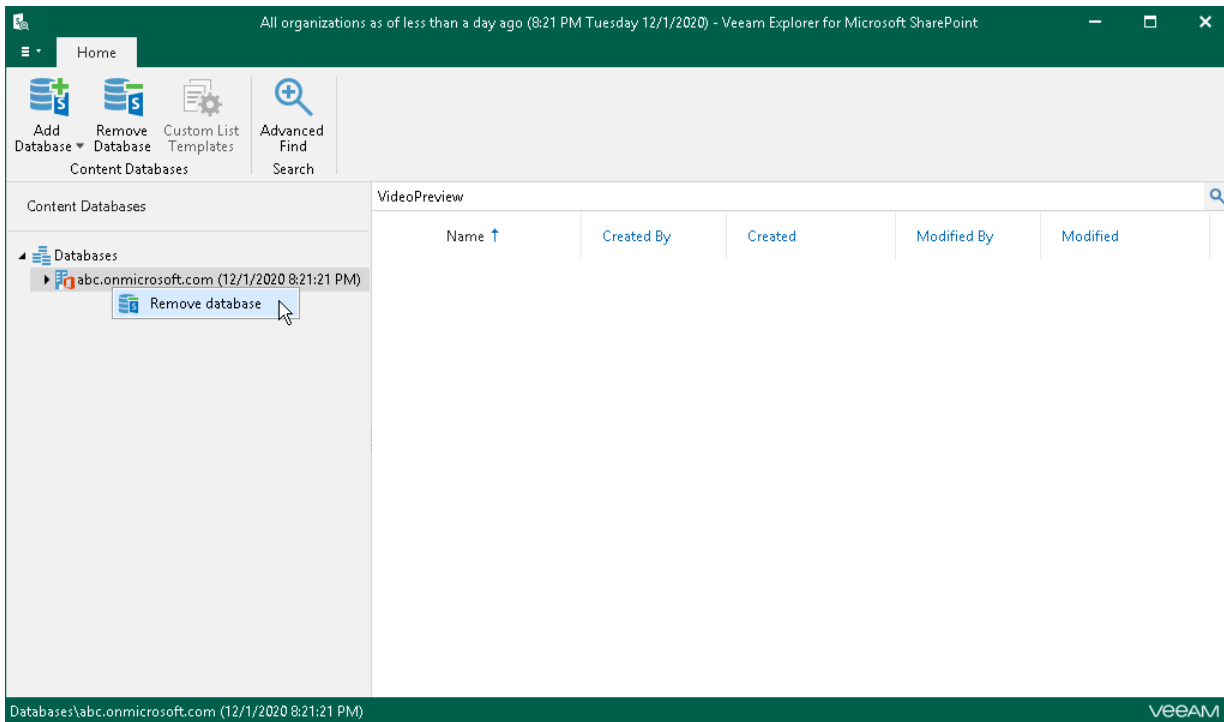 All organizations as of less than a day ago (8:21 PM Tuesday 12/1/2020) - Veeam Explorer for Microsoft SharePoint
Home
Add Database
Remove Database
Custom List Templates
Advanced Find
Content Databases
Search
Content Databases
VideoPreview
Name
Created By
Created
Modified By
Modified
Databases
abc.onmicrosoft.com (12/1/2020 8:21:21 PM)
Remove database
Databases\abc.onmicrosoft.com (12/1/2020 8:21:21 PM)
veeam